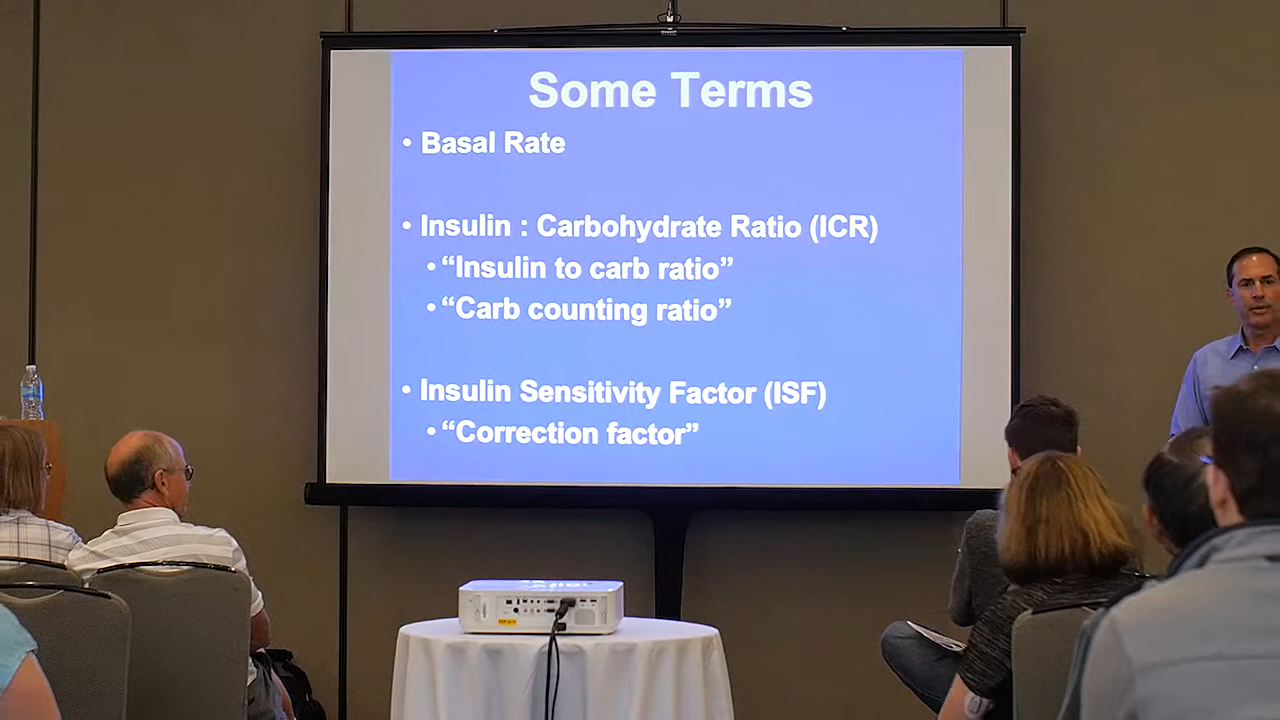 Some Terms
• Basal Rate
• Insulin : Carbohydrate Ratio (ICR)
• “Insulin to carb ratio”
• “Carb counting ratio”
• Insulin Sensitivity Factor (ISF)
• “Correction factor”